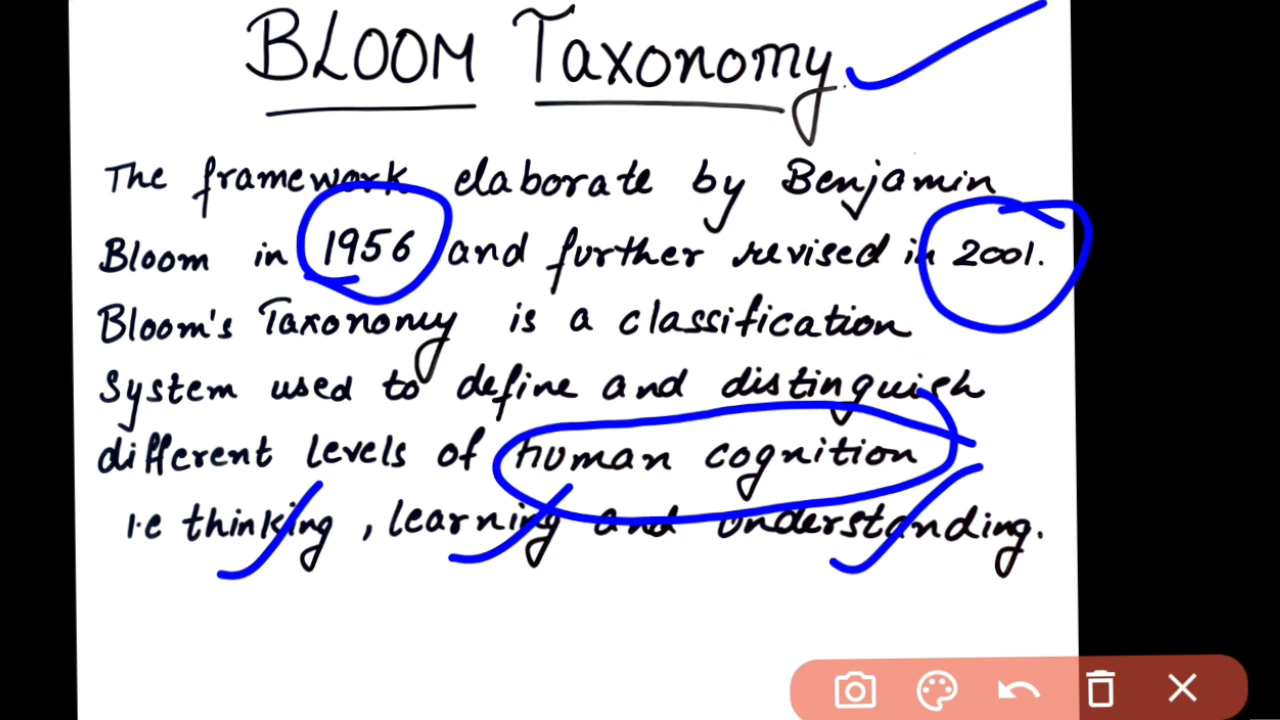 BLOOM Taxonomy
The framework elaborate by Benjamin
Bloom in 1956 and further revised in 2001.
Bloom's Taxonomy is a classification
System used to define and distinguish
different levels of human cognition
i.e thinking, learning and understanding.